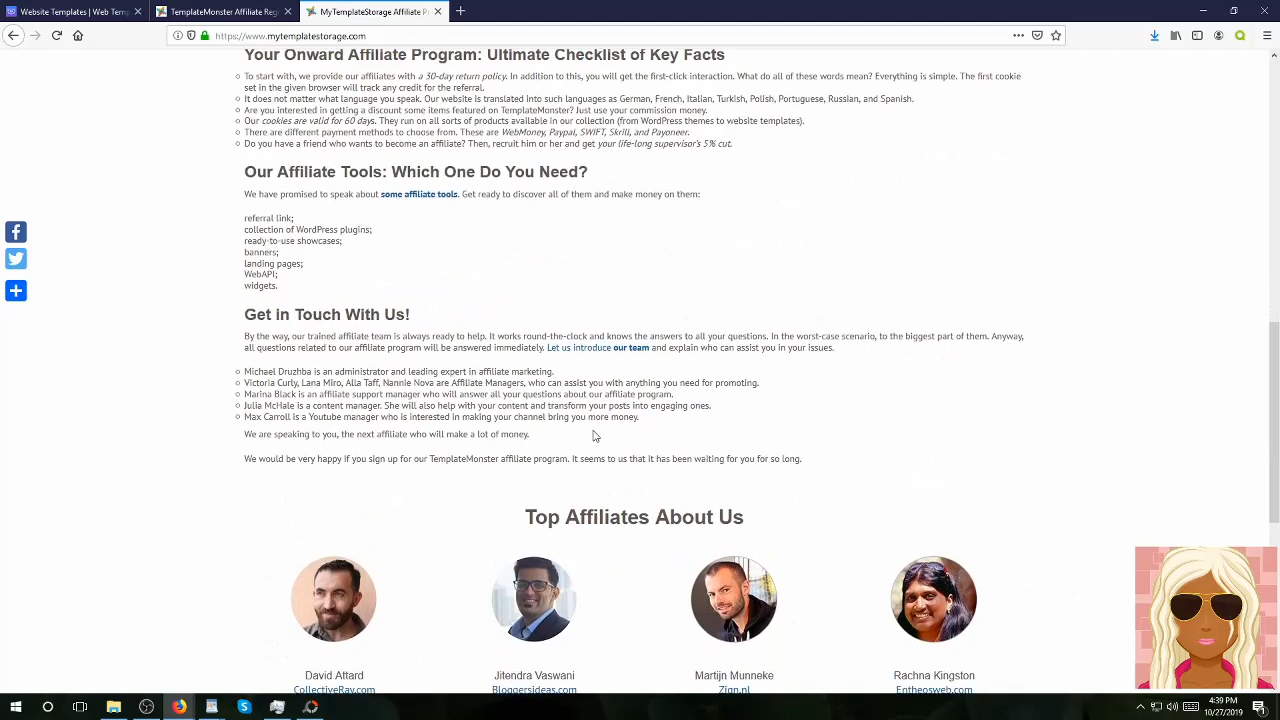 Website Templates | Web Temp
TemplateMonster Affiliate Reg
MyTemplateStorage Affiliate P
https://www.mytemplatestorage.com
Your Onward Affiliate Program: Ultimate Checklist of Key Facts
To start with, we provide our affiliates with a 30-day return policy. In addition to this, you will get the first-click interaction. What do all of these words mean? Everything is simple. The first cookie
set in the given browser will track any credit for the referral.
It does not matter what language you speak. Our website is translated into such languages as German, French, Italian, Turkish, Polish, Portuguese, Russian, and Spanish.
Are you interested in getting a discount some items featured on TemplateMonster? Just use your commission money.
Our cookies are valid for 60 days. They run on all sorts of products available in our collection (from WordPress themes to website templates).
There are different payment methods to choose from. These are WebMoney, Paypal, SWIFT, Skrill, and Payoneer.
Do you have a friend who wants to become an affiliate? Then, recruit him or her and get your life-long supervisor's 5% cut.
Our Affiliate Tools: Which One Do You Need?
We have promised to speak about some affiliate tools. Get ready to discover all of them and make money on them:
referral link;
collection of WordPress plugins;
ready-to-use showcases;
banners;
landing pages;
WebAPI;
widgets.
Get in Touch With Us!
By the way, our trained affiliate team is always ready to help. It works round-the-clock and knows the answers to all your questions. In the worst-case scenario, to the biggest part of them. Anyway,
all questions related to our affiliate program will be answered immediately. Let us introduce our team and explain who can assist you in your issues.
Michael Druzhba is an administrator and leading expert in affiliate marketing.
Victoria Curly, Lana Miro, Alla Taff, Nannie Nova are Affiliate Managers, who can assist you with anything you need for promoting.
Marina Black is an affiliate support manager who will answer all your questions about our affiliate program.
Julia McHale is a content manager. She will also help with your content and transform your posts into engaging ones.
Max Carroll is a Youtube manager who is interested in making your channel bring you more money.
We are speaking to you, the next affiliate who will make a lot of money.
We would be very happy if you sign up for our TemplateMonster affiliate program. It seems to us that it has been waiting for you for so long.
Top Affiliates About Us
David Attard
Jitendra Vaswani
Martijn Munneke
Rachna Kingston
CollectiveRay.com
Bloggersideas.com
Zign.nl
Entheosweb.com
4:39 PM
10/27/2019